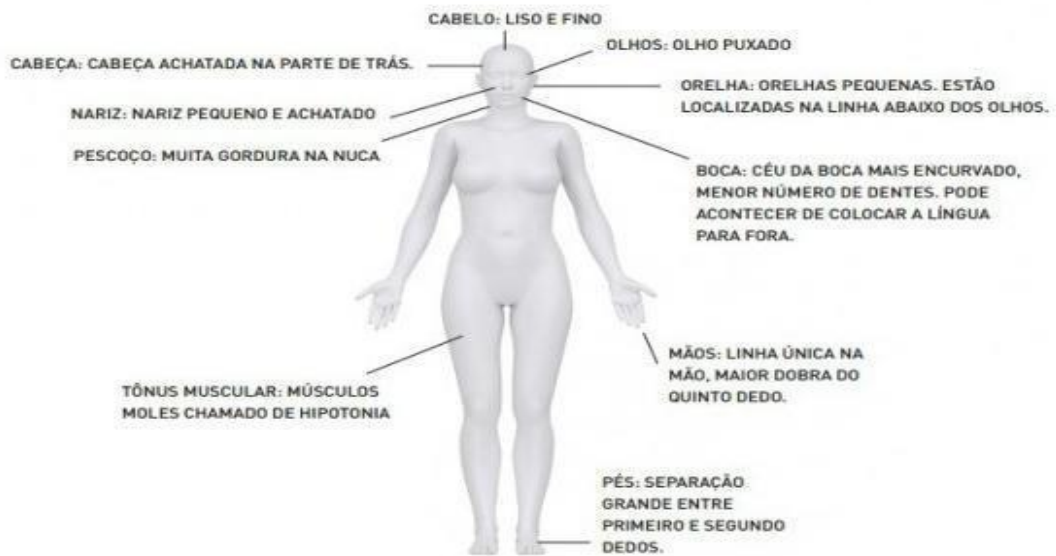 CABELO: LISO E FINO
OLHOS: OLHO PUXADO
CABEÇA: CABEÇA ACHATADA NA PARTE DE TRÁS.
ORELHA: ORELHAS PEQUENAS. ESTÃO
LOCALIZADAS NA LINHA ABAIXO DOS OLHOS.
NARIZ: NARIZ PEQUENO E ACHATADO
PESCOÇO: MUITA GORDURA NA NUCA
BOCA: CÉU DA BOCA MAIS ENCURVADO,
MENOR NÚMERO DE DENTES. PODE
ACONTECER DE COLOCAR A LÍNGUA
PARA FORA.
MÃOS: LINHA ÚNICA NA
MÃO, MAIOR DOBRA DO
QUINTO DEDO.
TÔNUS MUSCULAR: MÚSCULOS
MOLES CHAMADO DE HIPOTONIA
PÉS: SEPARAÇÃO
GRANDE ENTRE
PRIMEIRO E SEGUNDO
DEDOS.